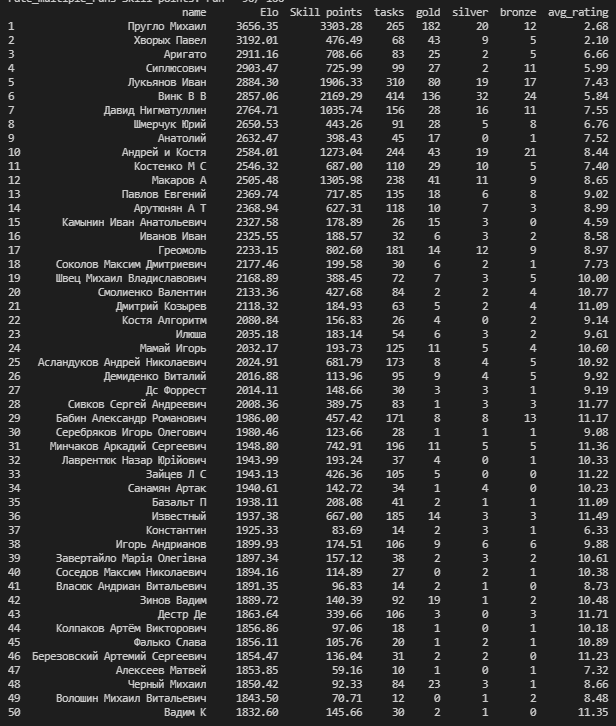 name Elo Skill points tasks gold silver bronze avg_rating
1 Пругло Михаил 3656.35 3303.28 265 182 20 12 2.68
2 Хворых Павел 3192.01 476.49 68 43 9 5 2.10
3 Аригато 2911.16 708.66 83 25 2 5 6.66
4 Сиплюсович 2903.47 725.99 99 27 2 11 5.99
5 Лукьянов Иван 2884.30 1906.33 310 80 19 17 7.43
6 Винк В В 2857.06 2169.29 414 136 32 24 5.84
7 Давид Нигматуллин 2764.71 1035.74 156 28 16 11 7.55
8 Шмерчук Юрий 2650.53 443.26 91 28 5 8 6.76
9 Анатолий 2632.47 398.43 45 17 0 1 7.52
10 Андрей и Костя 2584.01 1273.04 244 43 19 21 8.44
11 Костенко М С 2546.32 687.00 110 29 10 5 7.40
12 Макаров А 2505.48 1305.98 238 41 11 9 8.65
13 Павлов Евгений 2369.74 717.85 135 18 6 8 9.02
14 Арутюнян А Т 2368.94 627.31 118 10 7 3 8.99
15 Камынин Иван Анатольевич 2327.58 178.89 26 15 3 0 4.59
16 Иванов Иван 2325.55 188.57 32 6 3 2 8.58
17 Греомоль 2233.15 802.60 181 14 12 9 8.97
18 Соколов Максим Дмитриевич 2177.46 199.58 30 6 2 1 7.73
19 Швец Михаил Владиславович 2168.89 388.45 72 7 3 5 10.00
20 Смолиенко Валентин 2133.36 427.68 84 2 2 4 10.77
21 Дмитрий Козырев 2118.32 184.93 63 5 2 4 11.09
22 Костя Алгоритм 2080.84 156.83 26 4 0 2 9.14
23 Илюша 2035.18 183.14 54 6 3 2 9.61
24 Мамай Игорь 2032.17 193.73 125 11 5 4 10.60
25 Асландуков Андрей Николаевич 2024.91 681.79 173 8 4 5 10.92
26 Демиденко Виталий 2016.88 113.96 95 9 4 5 9.92
27 Дс Форрест 2014.11 148.66 30 3 3 1 9.19
28 Сивков Сергей Андреевич 2008.36 389.75 83 1 3 3 11.77
29 Бабин Александр Романович 1986.00 457.42 171 8 8 13 11.17
30 Серебряков Игорь Олегович 1980.46 123.66 28 1 1 1 9.08
31 Минчаков Аркадий Сергеевич 1948.80 742.91 196 11 5 5 11.36
32 Лаврентюк Назар Юрійович 1943.99 193.24 37 4 0 1 10.33
33 Зайцев Л С 1943.13 426.36 105 5 0 0 11.22
34 Санамян Артак 1940.61 142.72 34 1 4 0 10.23
35 Базальт П 1938.11 208.08 41 2 1 1 11.09
36 Известный 1937.38 667.00 185 14 3 3 11.49
37 Константин 1925.33 83.69 14 2 3 1 6.33
38 Игорь Андрианов 1899.93 174.51 106 9 6 6 9.88
39 Завертайло Марія Олегівна 1897.34 157.12 38 2 3 2 10.61
40 Соседов Максим Николаевич 1894.16 114.89 27 0 2 1 10.38
41 Власюк Андриан Витальевич 1891.35 96.83 14 2 1 0 8.73
42 Зинов Вадим 1889.72 140.39 92 19 1 2 10.48
43 Дестр Де 1863.64 339.66 106 3 0 3 11.71
44 Колпаков Артём Викторович 1856.86 97.06 18 1 0 1 10.18
45 Фалько Слава 1856.11 105.76 20 1 2 1 10.89
46 Березовский Артемий Сергеевич 1854.47 136.04 31 2 2 0 11.23
47 Алексеев Матвей 1853.85 59.16 10 1 0 1 7.32
48 Черный Михаил 1850.42 92.33 84 23 3 1 8.66
49 Волошин Михаил Витальевич 1843.50 70.71 12 0 1 2 8.48
50 Вадим К 1832.60 145.66 30 2 1 0 11.35